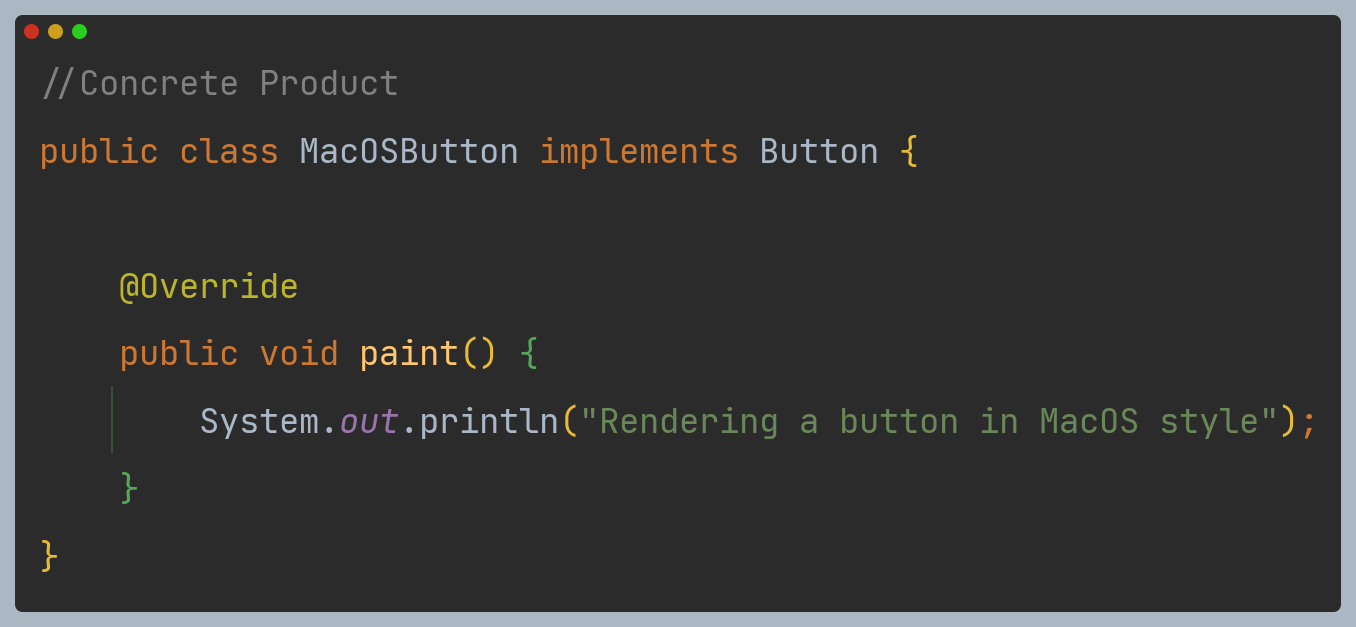 //Concrete Product
public class MacOSButton implements Button {
@Override
public void paint() {
System.out.println("Rendering a button in MacOS style");
}
}